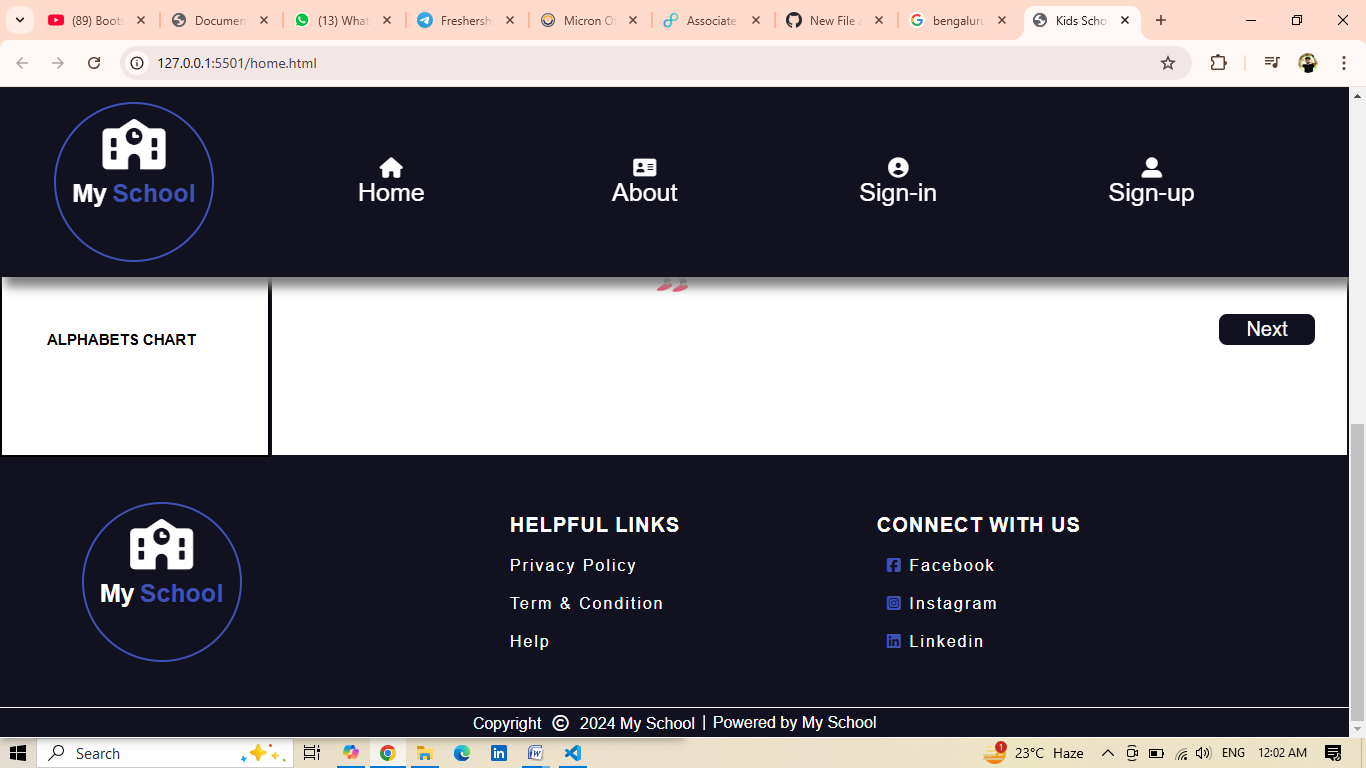 (89) Boots
Documen
(13) What
Freshersh
Micron O
Associate
New File
bengaluru
Kids Scho
127.0.0.1:5501/home.html
My School
Home
About
Sign-in
Sign-up
ALPHABETS CHART
Next
My School
HELPFUL LINKS
Privacy Policy
Term & Condition
Help
CONNECT WITH US
Facebook
Instagram
Linkedin
Copyright © 2024 My School | Powered by My School
Search
1
23°C Haze
ENG
12:02 AM